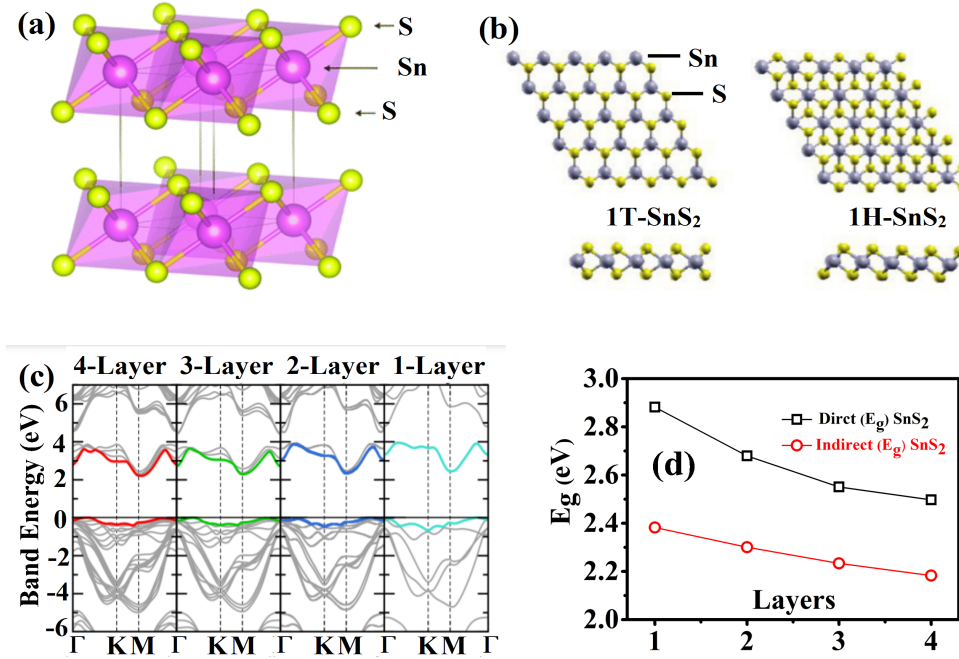 (a)
S
Sn
S
(b)
Sn
S
1T-SnS₂
1H-SnS₂
(c)
4-Layer 3-Layer 2-Layer 1-Layer
Band Energy (eV)
6
4
2
0
-2
-4
-6
Γ K M Γ K M Γ K M Γ K M Γ
(d)
Eg (eV)
3.0
2.8
2.6
2.4
2.2
2.0
Dirct (Eg) SnS₂
Indirect (Eg) SnS₂
Layers
1 2 3 4